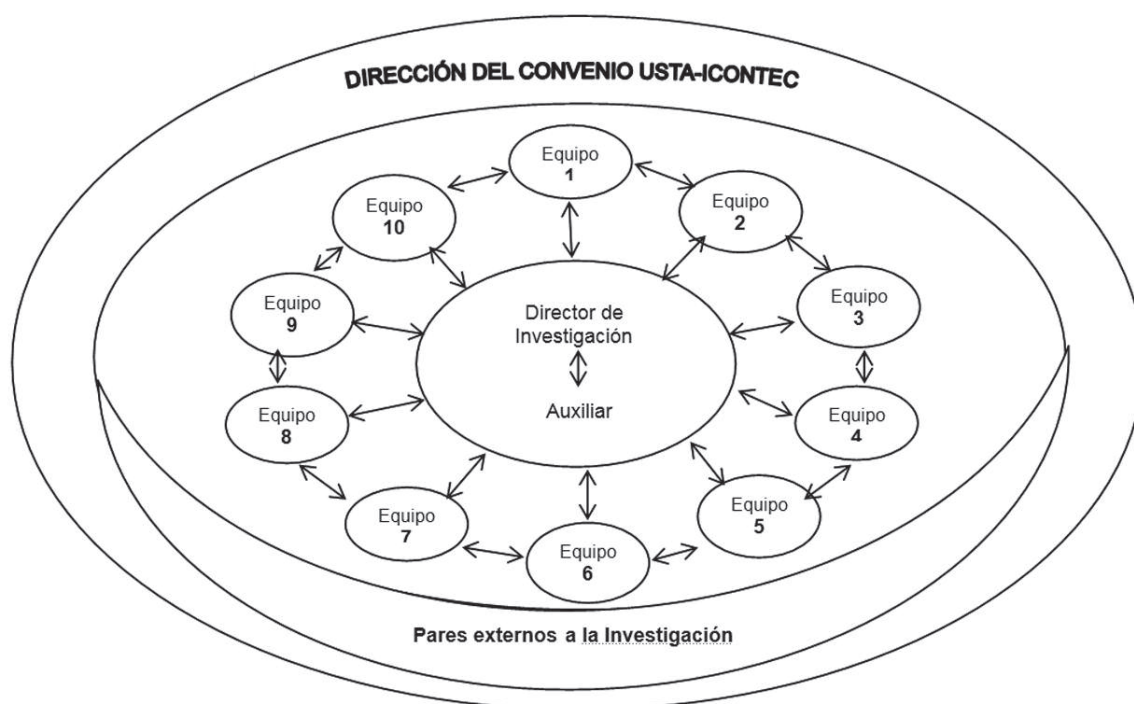 DIRECCIÓN DEL CONVENIO USTA-ICONTEC
Equipo
1
Equipo
2
Equipo
3
Equipo
4
Equipo
5
Equipo
6
Equipo
7
Equipo
8
Equipo
9
Equipo
10
Director de
Investigación
Auxiliar
Pares externos a la Investigación